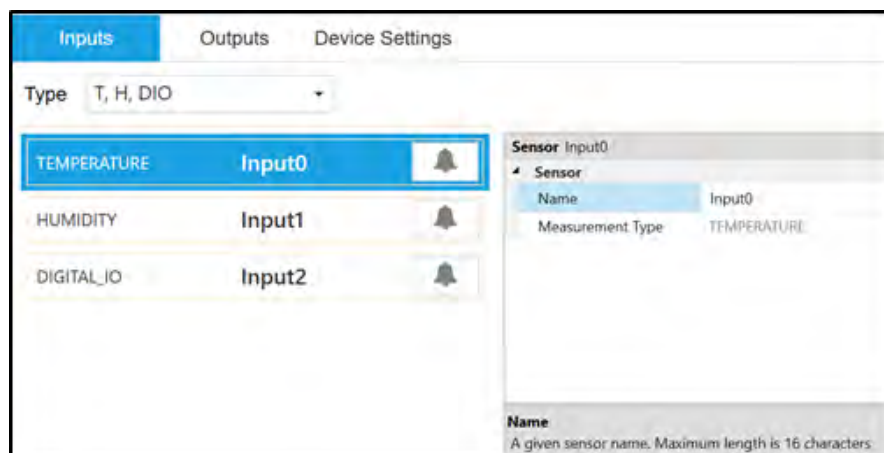 Inputs Outputs Device Settings
Type T, H, DIO
TEMPERATURE Input0
HUMIDITY Input1
DIGITAL_IO Input2
Sensor Input0
Sensor
Name Input0
Measurement Type TEMPERATURE
Name
A given sensor name. Maximum length is 16 characters